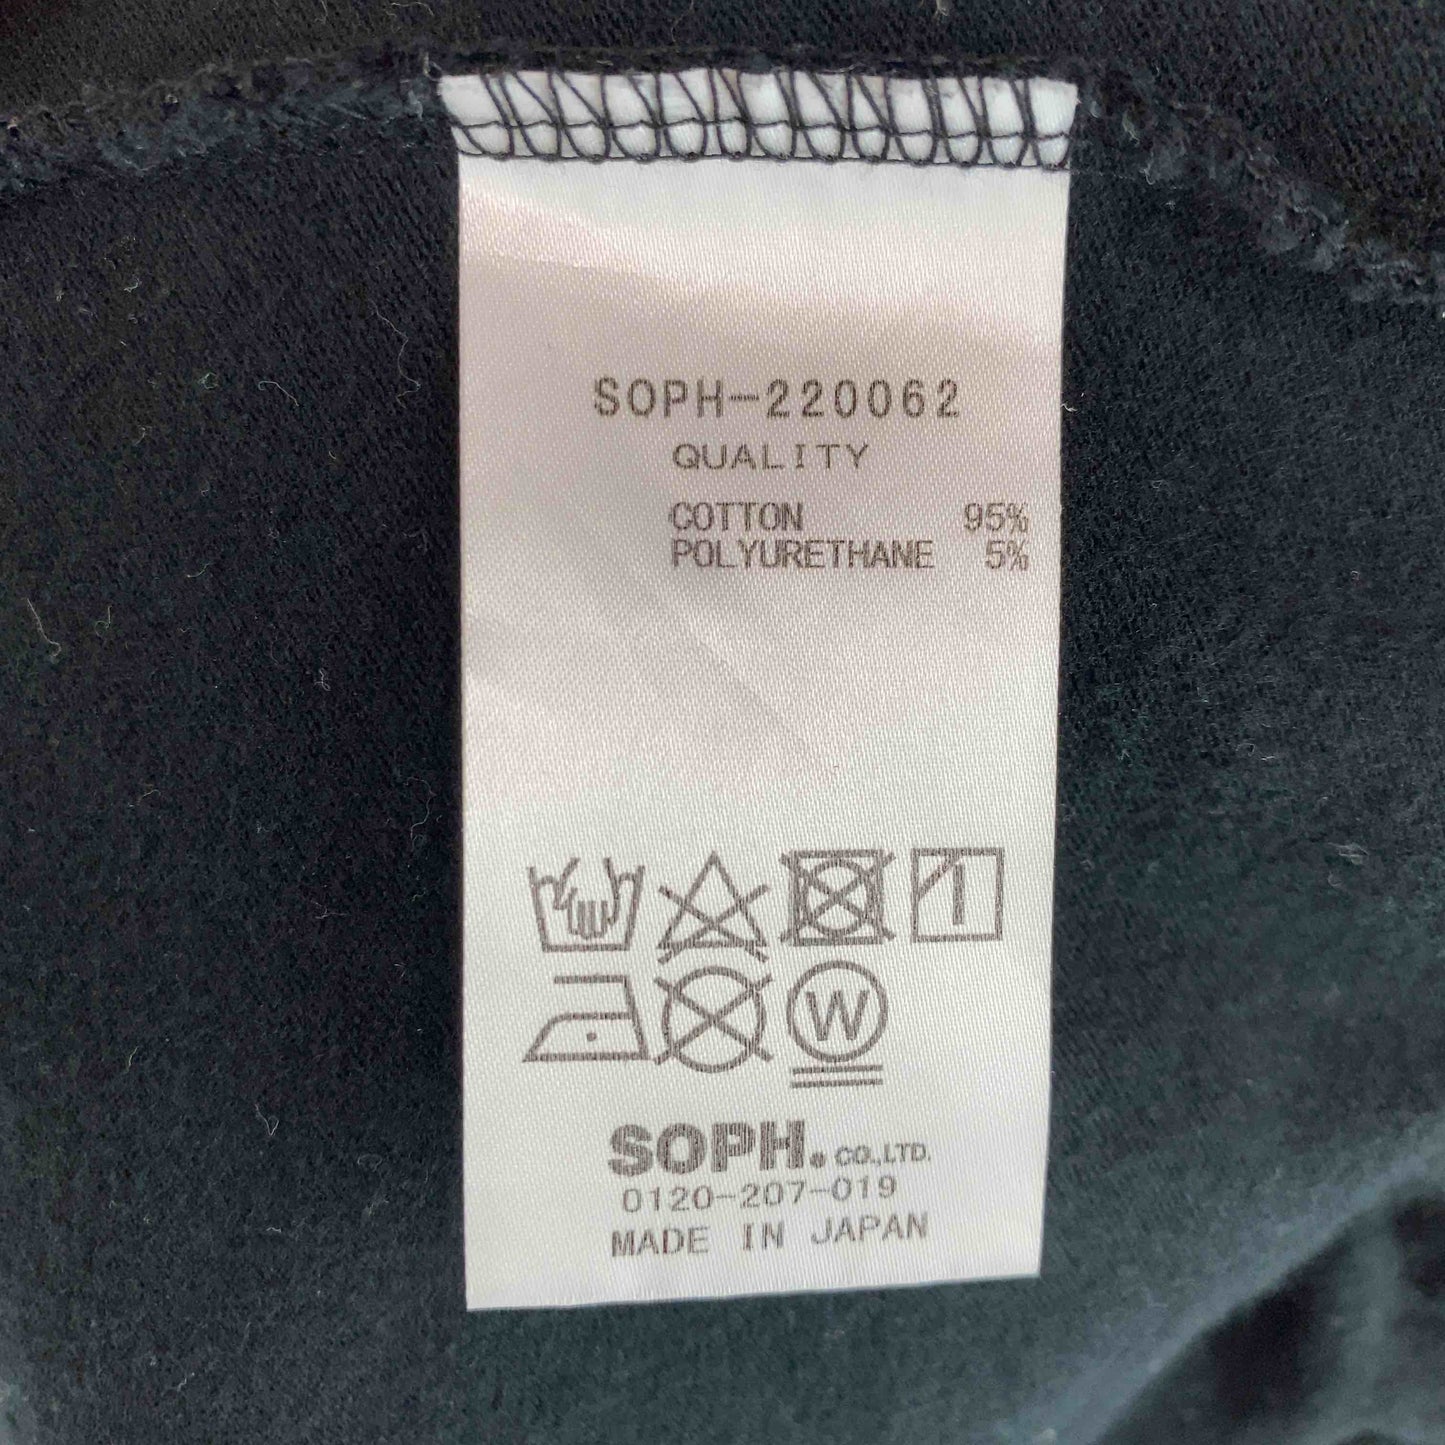 SOPH-220062
QUALITY
COTTON 95%
POLYURETHANE 5%
W
SOPH. CO.,LTD.
0120-207-019
MADE IN JAPAN